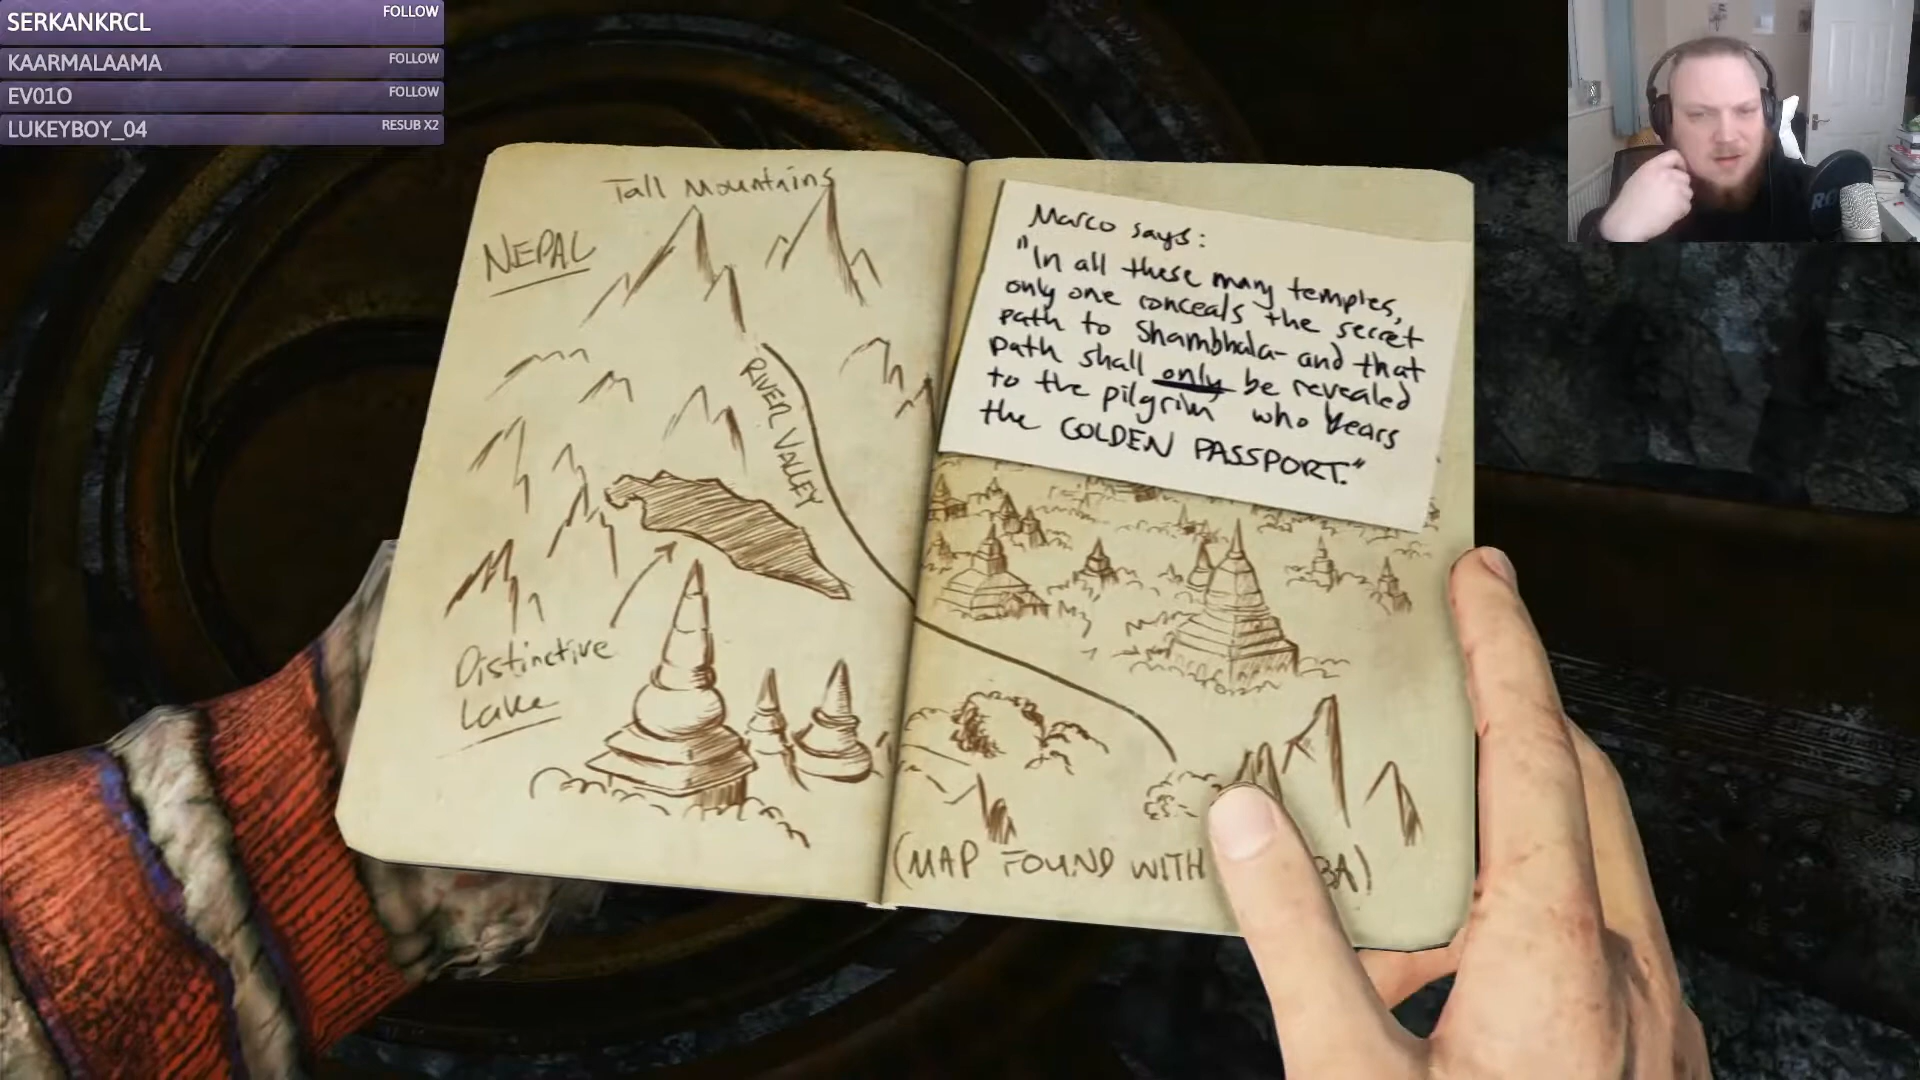 SERKANKRCL FOLLOW
KAARMALAAMA FOLLOW
EV01O FOLLOW
LUKEYBOY_04 RESUB X2
Tall Mountains
NEPAL
RIVER VALLEY
Distinctive
Lake
Marco says:
"In all these many temples,
only one conceals the secret
path to Shambhala- and that
path shall only be revealed
to the pilgrim who bears
the GOLDEN PASSPORT."
(MAP FOUND WITH